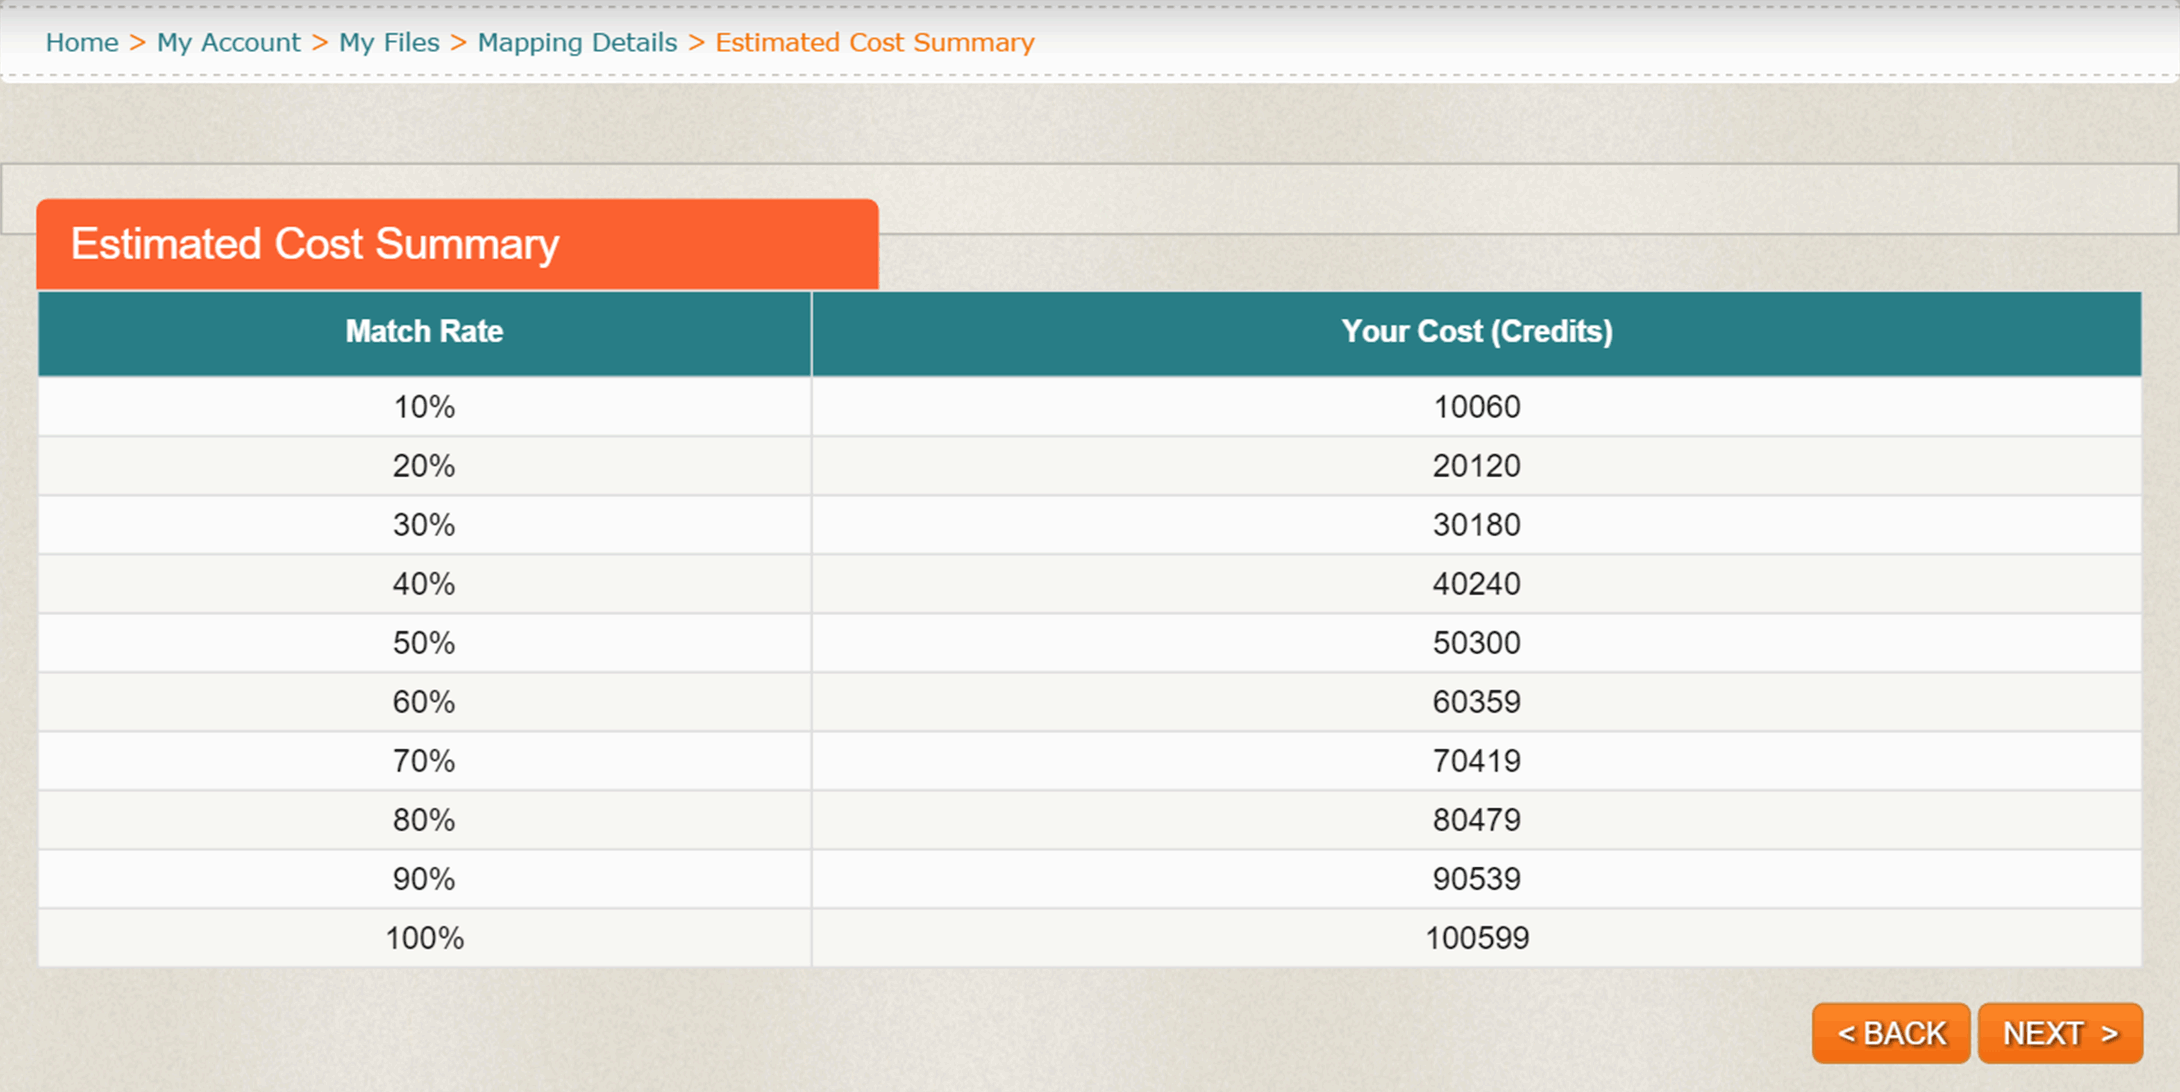 Home > My Account > My Files > Mapping Details > Estimated Cost Summary
Estimated Cost Summary
Match Rate Your Cost (Credits)
10% 10060
20% 20120
30% 30180
40% 40240
50% 50300
60% 60359
70% 70419
80% 80479
90% 90539
100% 100599
< BACK NEXT >